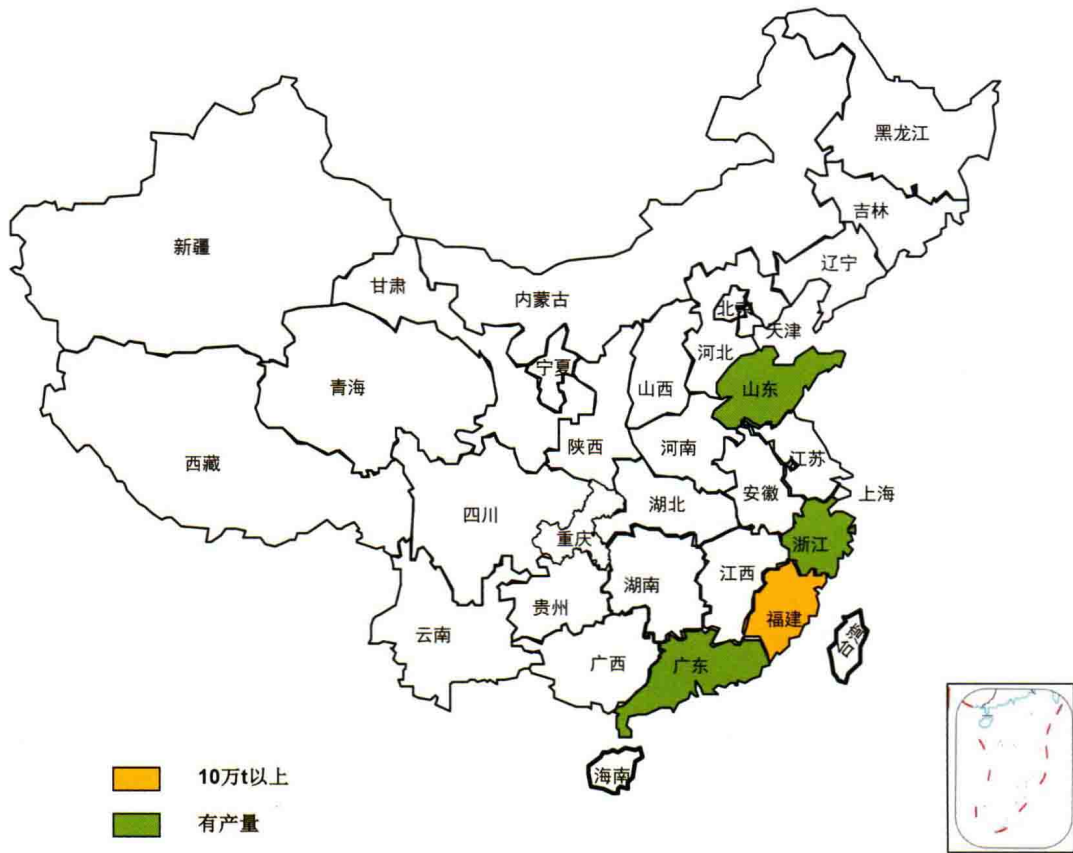 黑龙江
吉林
辽宁
新疆
甘肃
内蒙古
北京
天津
河北
宁夏
山西
山东
青海
陕西
河南
江苏
西藏
安徽
上海
四川
湖北
重庆
浙江
湖南
江西
贵州
福建
云南
台湾
广西
广东
海南
10万t以上
有产量